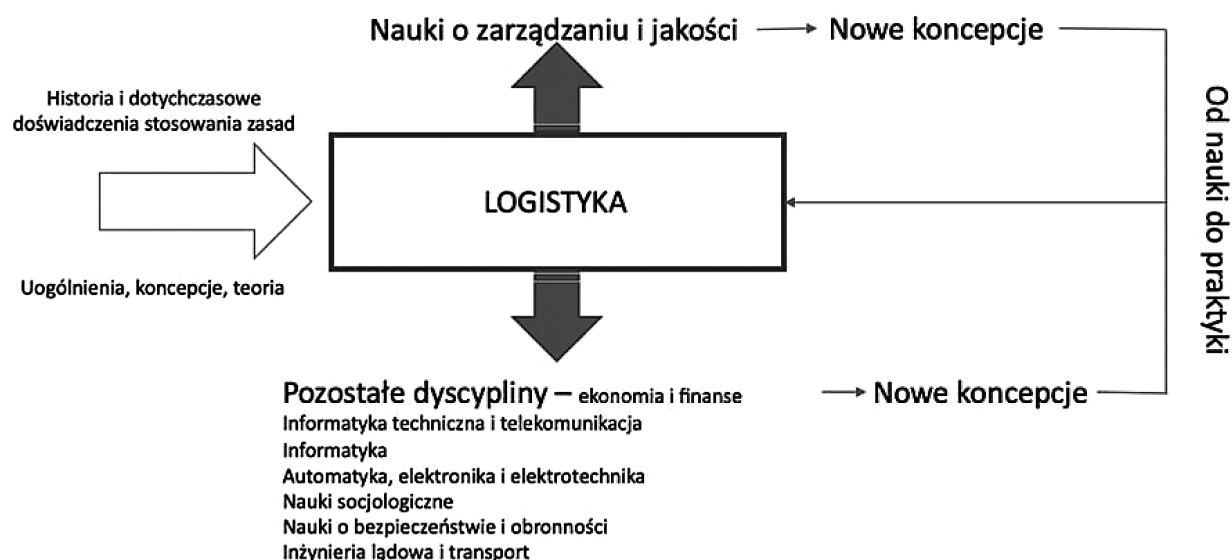 Nauki o zarządzaniu i jakości
Nowe koncepcje
Historia i dotychczasowe
doświadczenia stosowania zasad
LOGISTYKA
Uogólnienia, koncepcje, teoria
Od nauki do praktyki
Pozostałe dyscypliny – ekonomia i finanse
Nowe koncepcje
Informatyka techniczna i telekomunikacja
Informatyka
Automatyka, elektronika i elektrotechnika
Nauki socjologiczne
Nauki o bezpieczeństwie i obronności
Inżynieria lądowa i transport